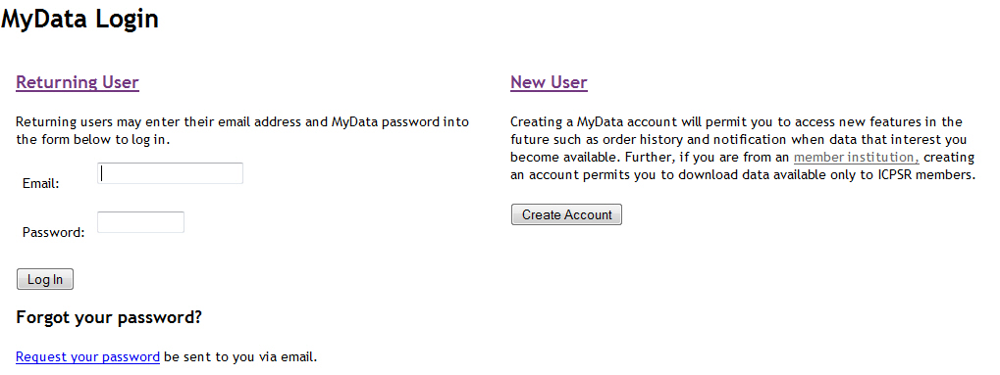 MyData Login
Returning User
Returning users may enter their email address and MyData password into
the form below to log in.
Email:
Password:
Log In
Forgot your password?
Request your password be sent to you via email.
New User
Creating a MyData account will permit you to access new features in the
future such as order history and notification when data that interest you
become available. Further, if you are from an member institution, creating
an account permits you to download data available only to ICPSR members.
Create Account